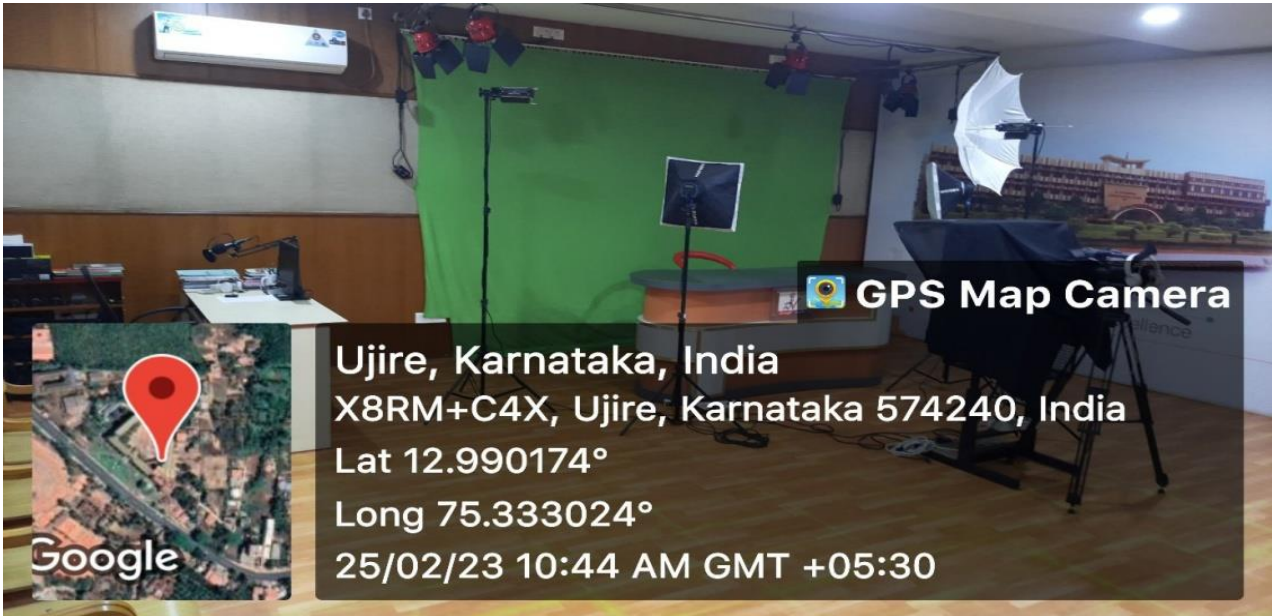 GPS Map Camera
ellence
Ujire, Karnataka, India
X8RM+C4X, Ujire, Karnataka 574240, India
Lat 12.990174°
Long 75.333024°
25/02/23 10:44 AM GMT +05:30
Google